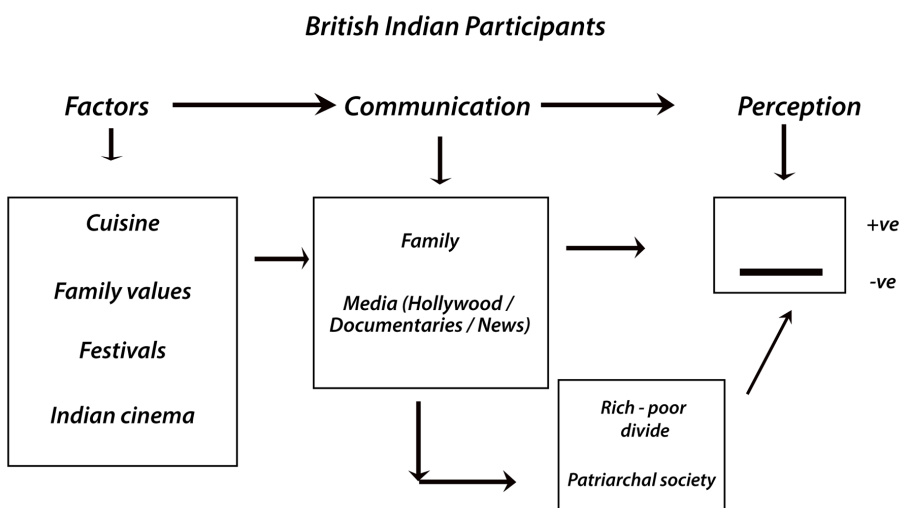 British Indian Participants
Factors
Communication
Perception
Cuisine
Family values
Festivals
Indian cinema
Family
Media (Hollywood /
Documentaries / News)
+ve
-ve
Rich - poor
divide
Patriarchal society